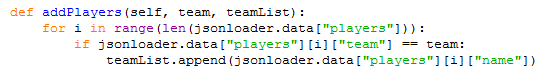 def addPlayers(self, team, teamList):
    for i in range(len(jsonloader.data["players"])):
        if jsonloader.data["players"][i]["team"] == team:
            teamList.append(jsonloader.data["players"][i]["name"])